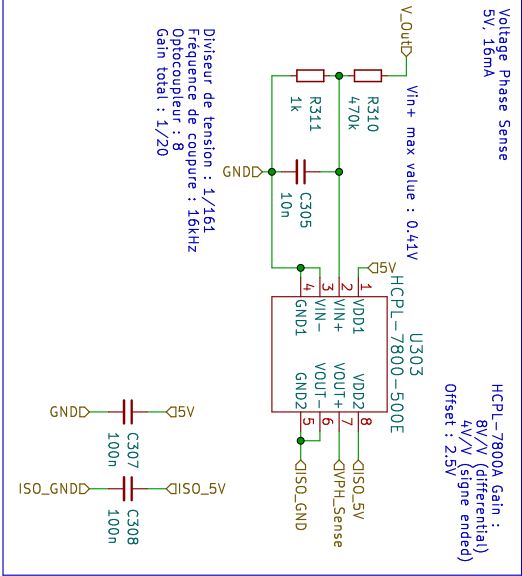 Voltage Phase Sense
5V, 16mA
V_Out
Vin+ max value : 0.41V
R310
470k
R311
1k
Diviseur de tension : 1/161
Fréquence de coupure : 16kHz
Optocoupleur : 8
Gain total : 1/20
GND
C305
10n
5V
U303
HCPL-7800-500E
1 VDD1
2 VIN+
3 VIN-
4 GND1
VDD2 8
VOUT+ 7
VOUT- 6
GND2 5
ISO_5V
VPH_Sense
ISO_GND
HCPL-7800A Gain :
8V/V (differential)
4V/V (signe ended)
Offset : 2.5V
GND
5V
C307
100n
ISO_GND
ISO_5V
C308
100n